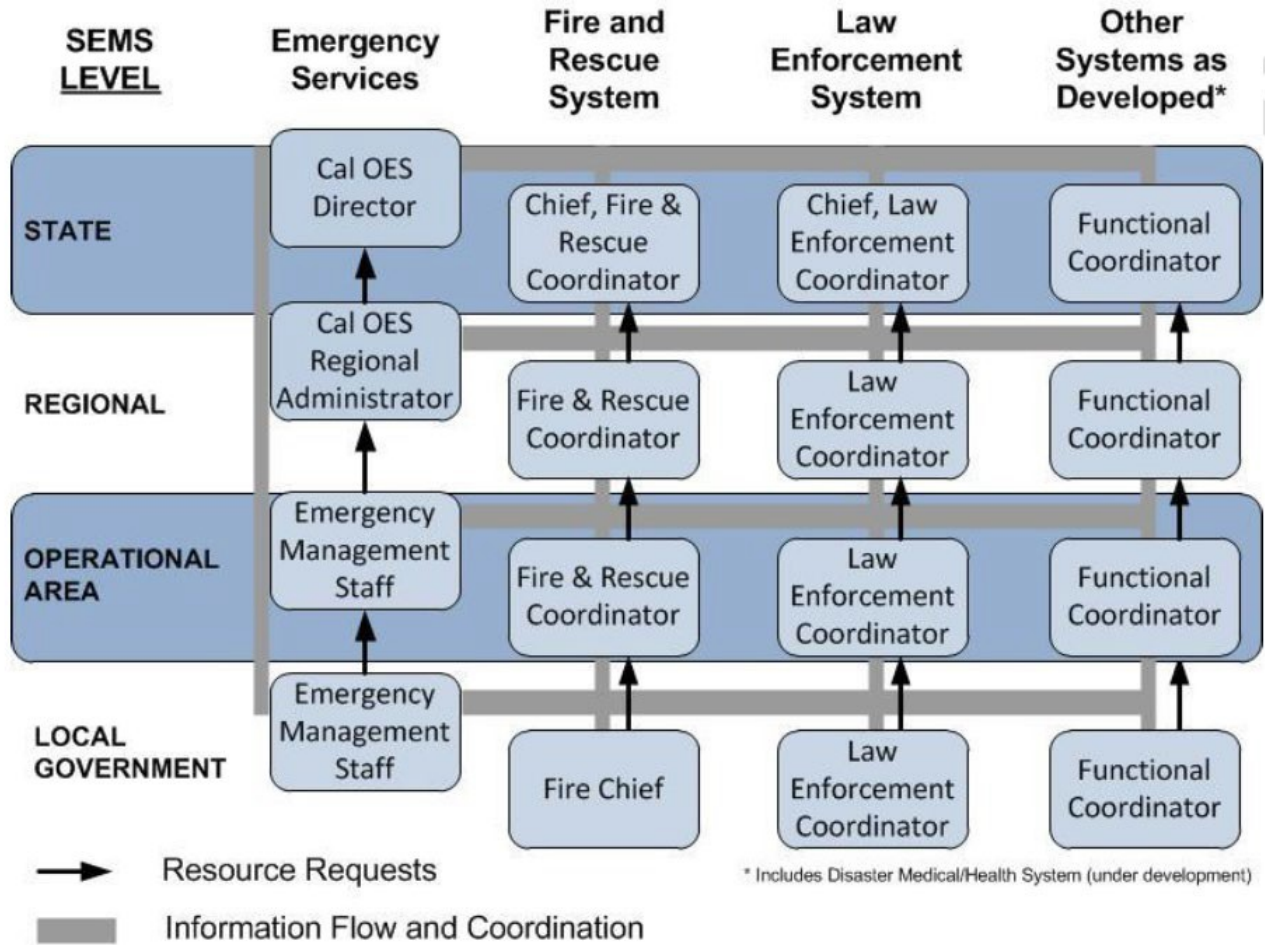 SEMS
LEVEL
Emergency
Services
Fire and
Rescue
System
Law
Enforcement
System
Other
Systems as
Developed*
STATE
Cal OES
Director
Chief, Fire &
Rescue
Coordinator
Chief, Law
Enforcement
Coordinator
Functional
Coordinator
REGIONAL
Cal OES
Regional
Administrator
Fire & Rescue
Coordinator
Law
Enforcement
Coordinator
Functional
Coordinator
OPERATIONAL
AREA
Emergency
Management
Staff
Fire & Rescue
Coordinator
Law
Enforcement
Coordinator
Functional
Coordinator
LOCAL
GOVERNMENT
Emergency
Management
Staff
Fire Chief
Law
Enforcement
Coordinator
Functional
Coordinator
Resource Requests
* Includes Disaster Medical/Health System (under development)
Information Flow and Coordination